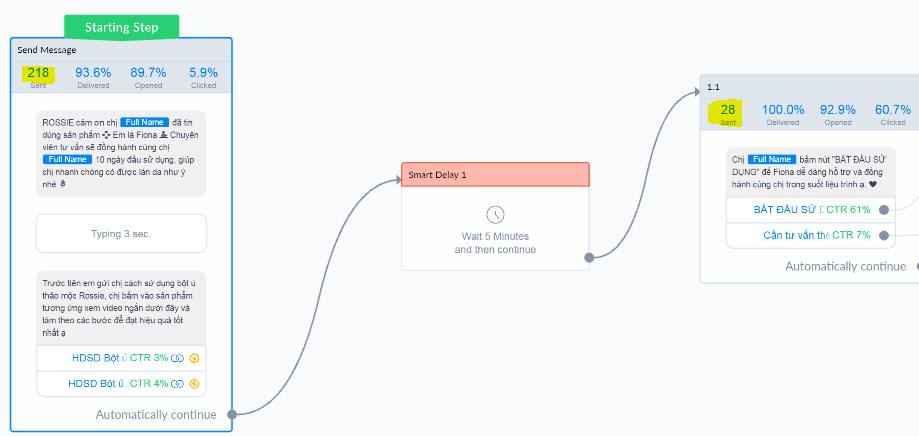 Starting Step
Send Message
218 93.6% 89.7% 5.9%
Sent Delivered Opened Clicked
ROSSIE cảm ơn chị Full Name đã tin
dùng sản phẩm Em là Fiona Chuyên
viên tư vấn sẽ đồng hành cùng chị
Full Name 10 ngày đầu sử dụng, giúp
chị nhanh chóng có được làn da như ý
nhé
Typing 3 sec.
Trước tiên em gửi chị cách sử dụng bột ủ
thảo mộc Rossie, chị bấm vào sản phẩm
tương ứng xem video ngắn dưới đây và
làm theo các bước để đạt hiệu quả tốt
nhất ạ
HDSD Bột ủ CTR 3%
HDSD Bột ủ CTR 4%
Automatically continue
Smart Delay 1
Wait 5 Minutes
and then continue
1.1
28 100.0% 92.9% 60.7%
Sent Delivered Opened Clicked
Chị Full Name bấm nút "BẮT ĐẦU SỬ
DỤNG" để Fiona dễ dàng hỗ trợ và đồng
hành cùng chị trong suốt liệu trình ạ.
BẮT ĐẦU SỬ CTR 61%
Cần tư vấn CTR 7%
Automatically continue